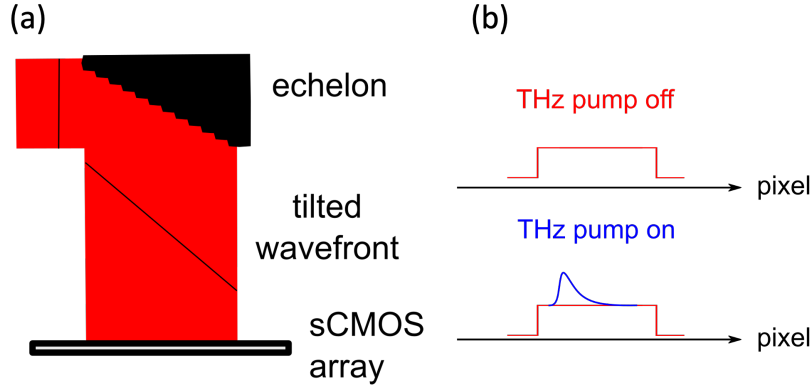 (a)
echelon
tilted
wavefront
sCMOS
array
(b)
THz pump off
pixel
THz pump on
pixel